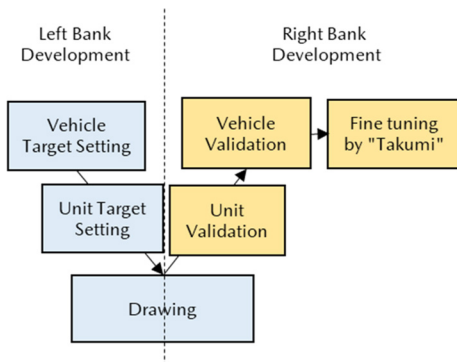 Left Bank
Development
Right Bank
Development
Vehicle
Target Setting
Vehicle
Validation
Fine tuning
by "Takumi"
Unit Target
Setting
Unit
Validation
Drawing